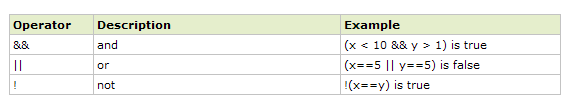 Operator Description Example
&& and (x < 10 && y > 1) is true
|| or (x==5 || y==5) is false
! not !(x==y) is true